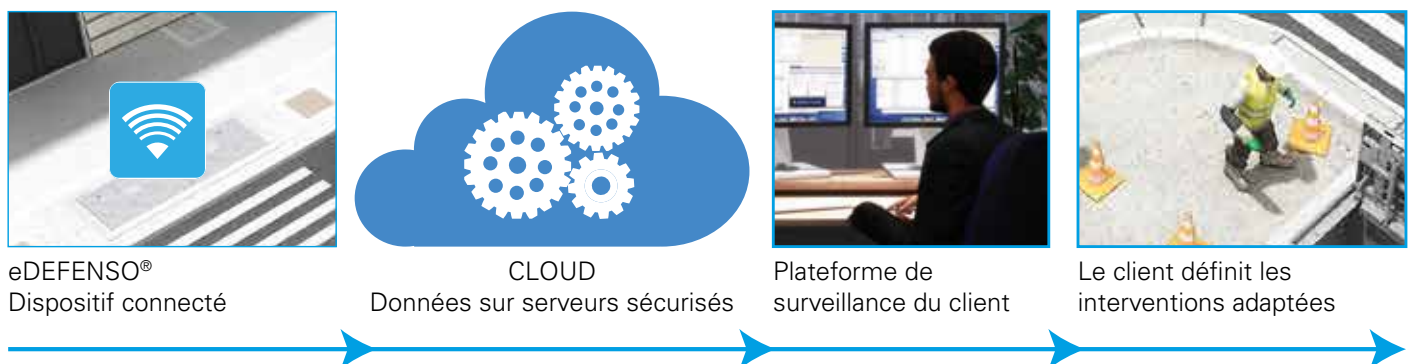 eDEFENSO®
Dispositif connecté
CLOUD
Données sur serveurs sécurisés
Plateforme de
surveillance du client
Le client définit les
interventions adaptées